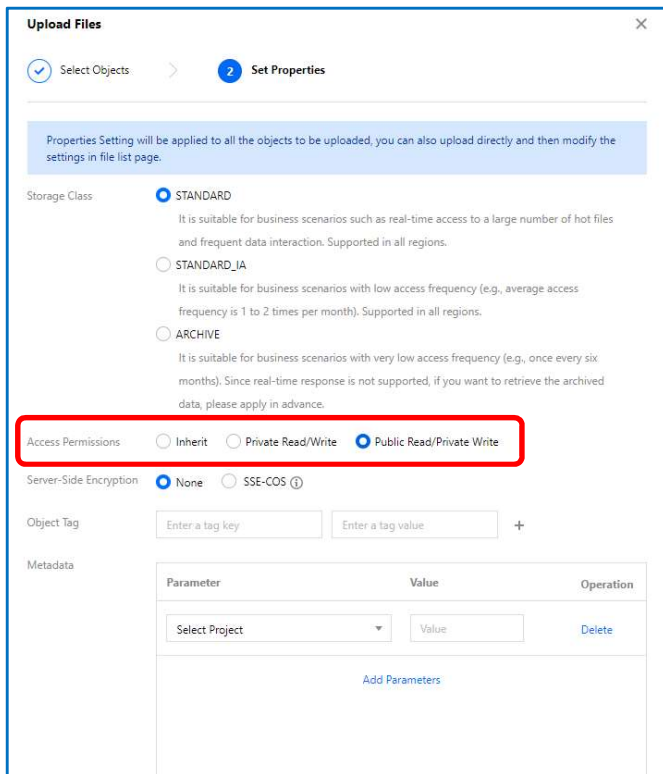 Upload Files
Select Objects
2 Set Properties
Properties Setting will be applied to all the objects to be uploaded, you can also upload directly and then modify the
settings in file list page.
Storage Class STANDARD
It is suitable for business scenarios such as real-time access to a large number of hot files
and frequent data interaction. Supported in all regions.
STANDARD_IA
It is suitable for business scenarios with low access frequency (e.g., average access
frequency is 1 to 2 times per month). Supported in all regions.
ARCHIVE
It is suitable for business scenarios with very low access frequency (e.g., once every six
months). Since real-time response is not supported, if you want to retrieve the archived
data, please apply in advance.
Access Permissions Inherit Private Read/Write Public Read/Private Write
Server-Side Encryption None SSE-COS
Object Tag Enter a tag key Enter a tag value +
Metadata
Parameter Value Operation
Select Project Value Delete
Add Parameters